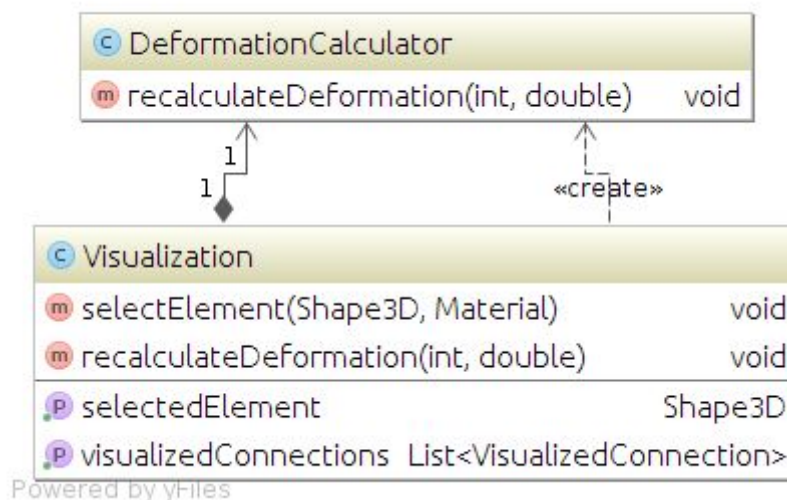 C DeformationCalculator
m recalculateDeformation(int, double) void
1
1
«create»
C Visualization
m selectElement(Shape3D, Material) void
m recalculateDeformation(int, double) void
P selectedElement Shape3D
P visualizedConnections List<VisualizedConnection>
Powered by yFiles